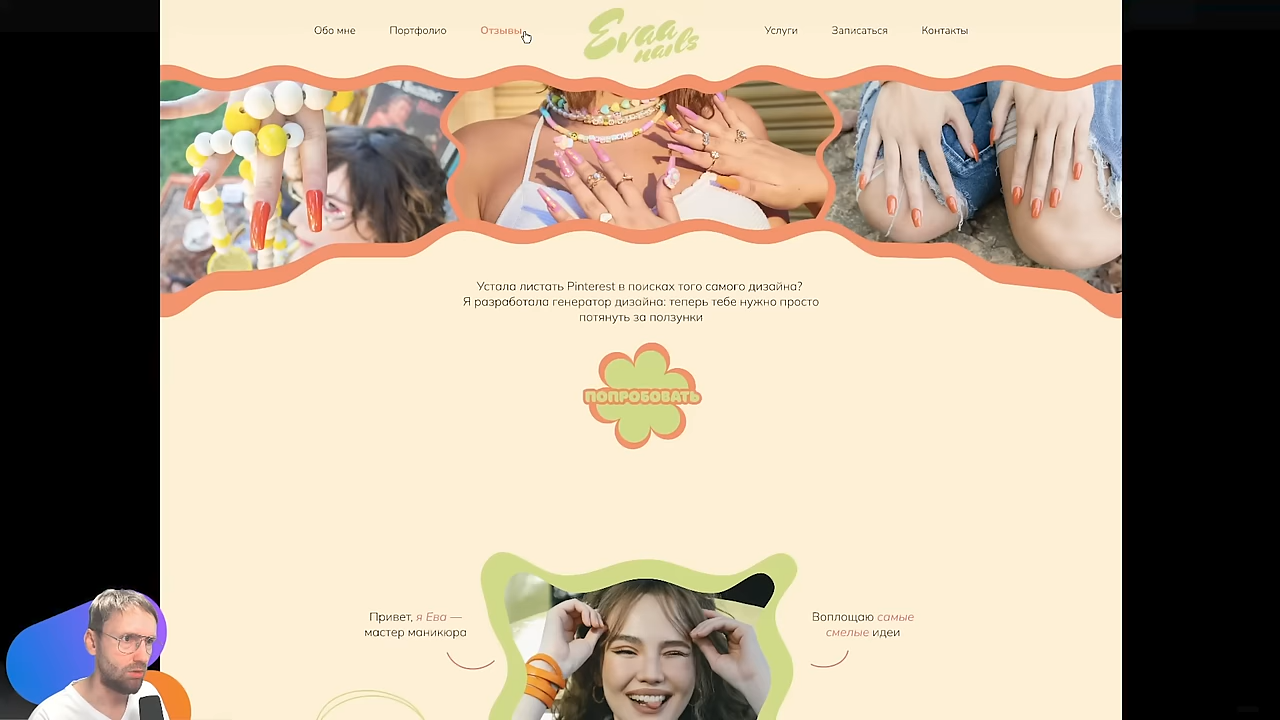 Обо мне
Портфолио
Отзывы
Evaa
nails
Услуги
Записаться
Контакты
Устала листать Pinterest в поисках того самого дизайна?
Я разработала генератор дизайна: теперь тебе нужно просто
потянуть за ползунки
ПОПРОБОВАТЬ
Привет, я Ева —
мастер маникюра
Воплощаю самые
смелые идеи